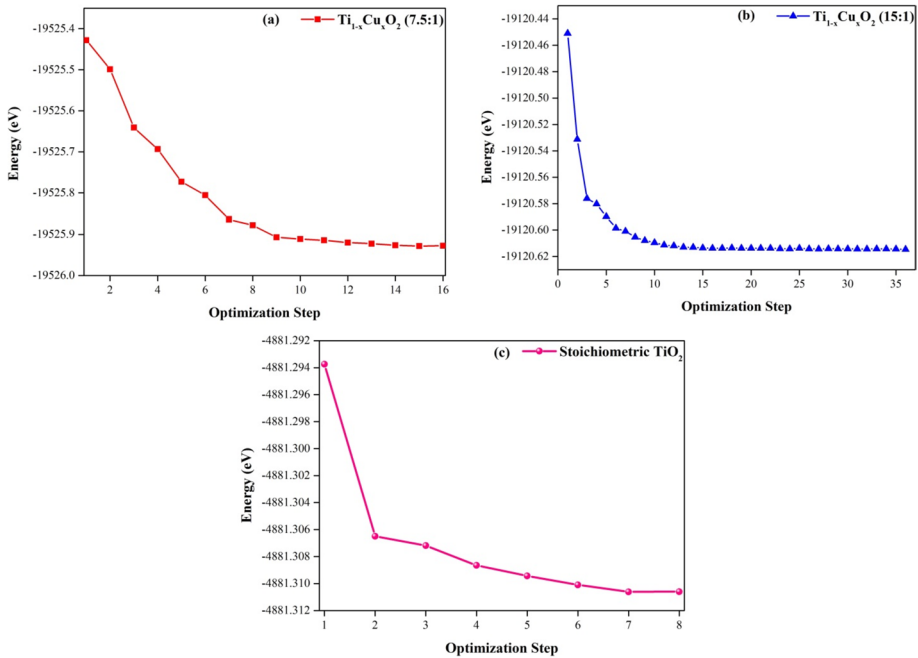 (a) Ti1-xCuxO2 (7.5:1)
-19525.4
-19525.5
-19525.6
-19525.7
-19525.8
-19525.9
-19526.0
Energy (eV)
2 4 6 8 10 12 14 16
Optimization Step
(b) Ti1-xCuxO2 (15:1)
-19120.44
-19120.46
-19120.48
-19120.50
-19120.52
-19120.54
-19120.56
-19120.58
-19120.60
-19120.62
Energy (eV)
0 5 10 15 20 25 30 35
Optimization Step
(c) Stoichiometric TiO2
-4881.292
-4881.294
-4881.296
-4881.298
-4881.300
-4881.302
-4881.304
-4881.306
-4881.308
-4881.310
-4881.312
Energy (eV)
1 2 3 4 5 6 7 8
Optimization Step